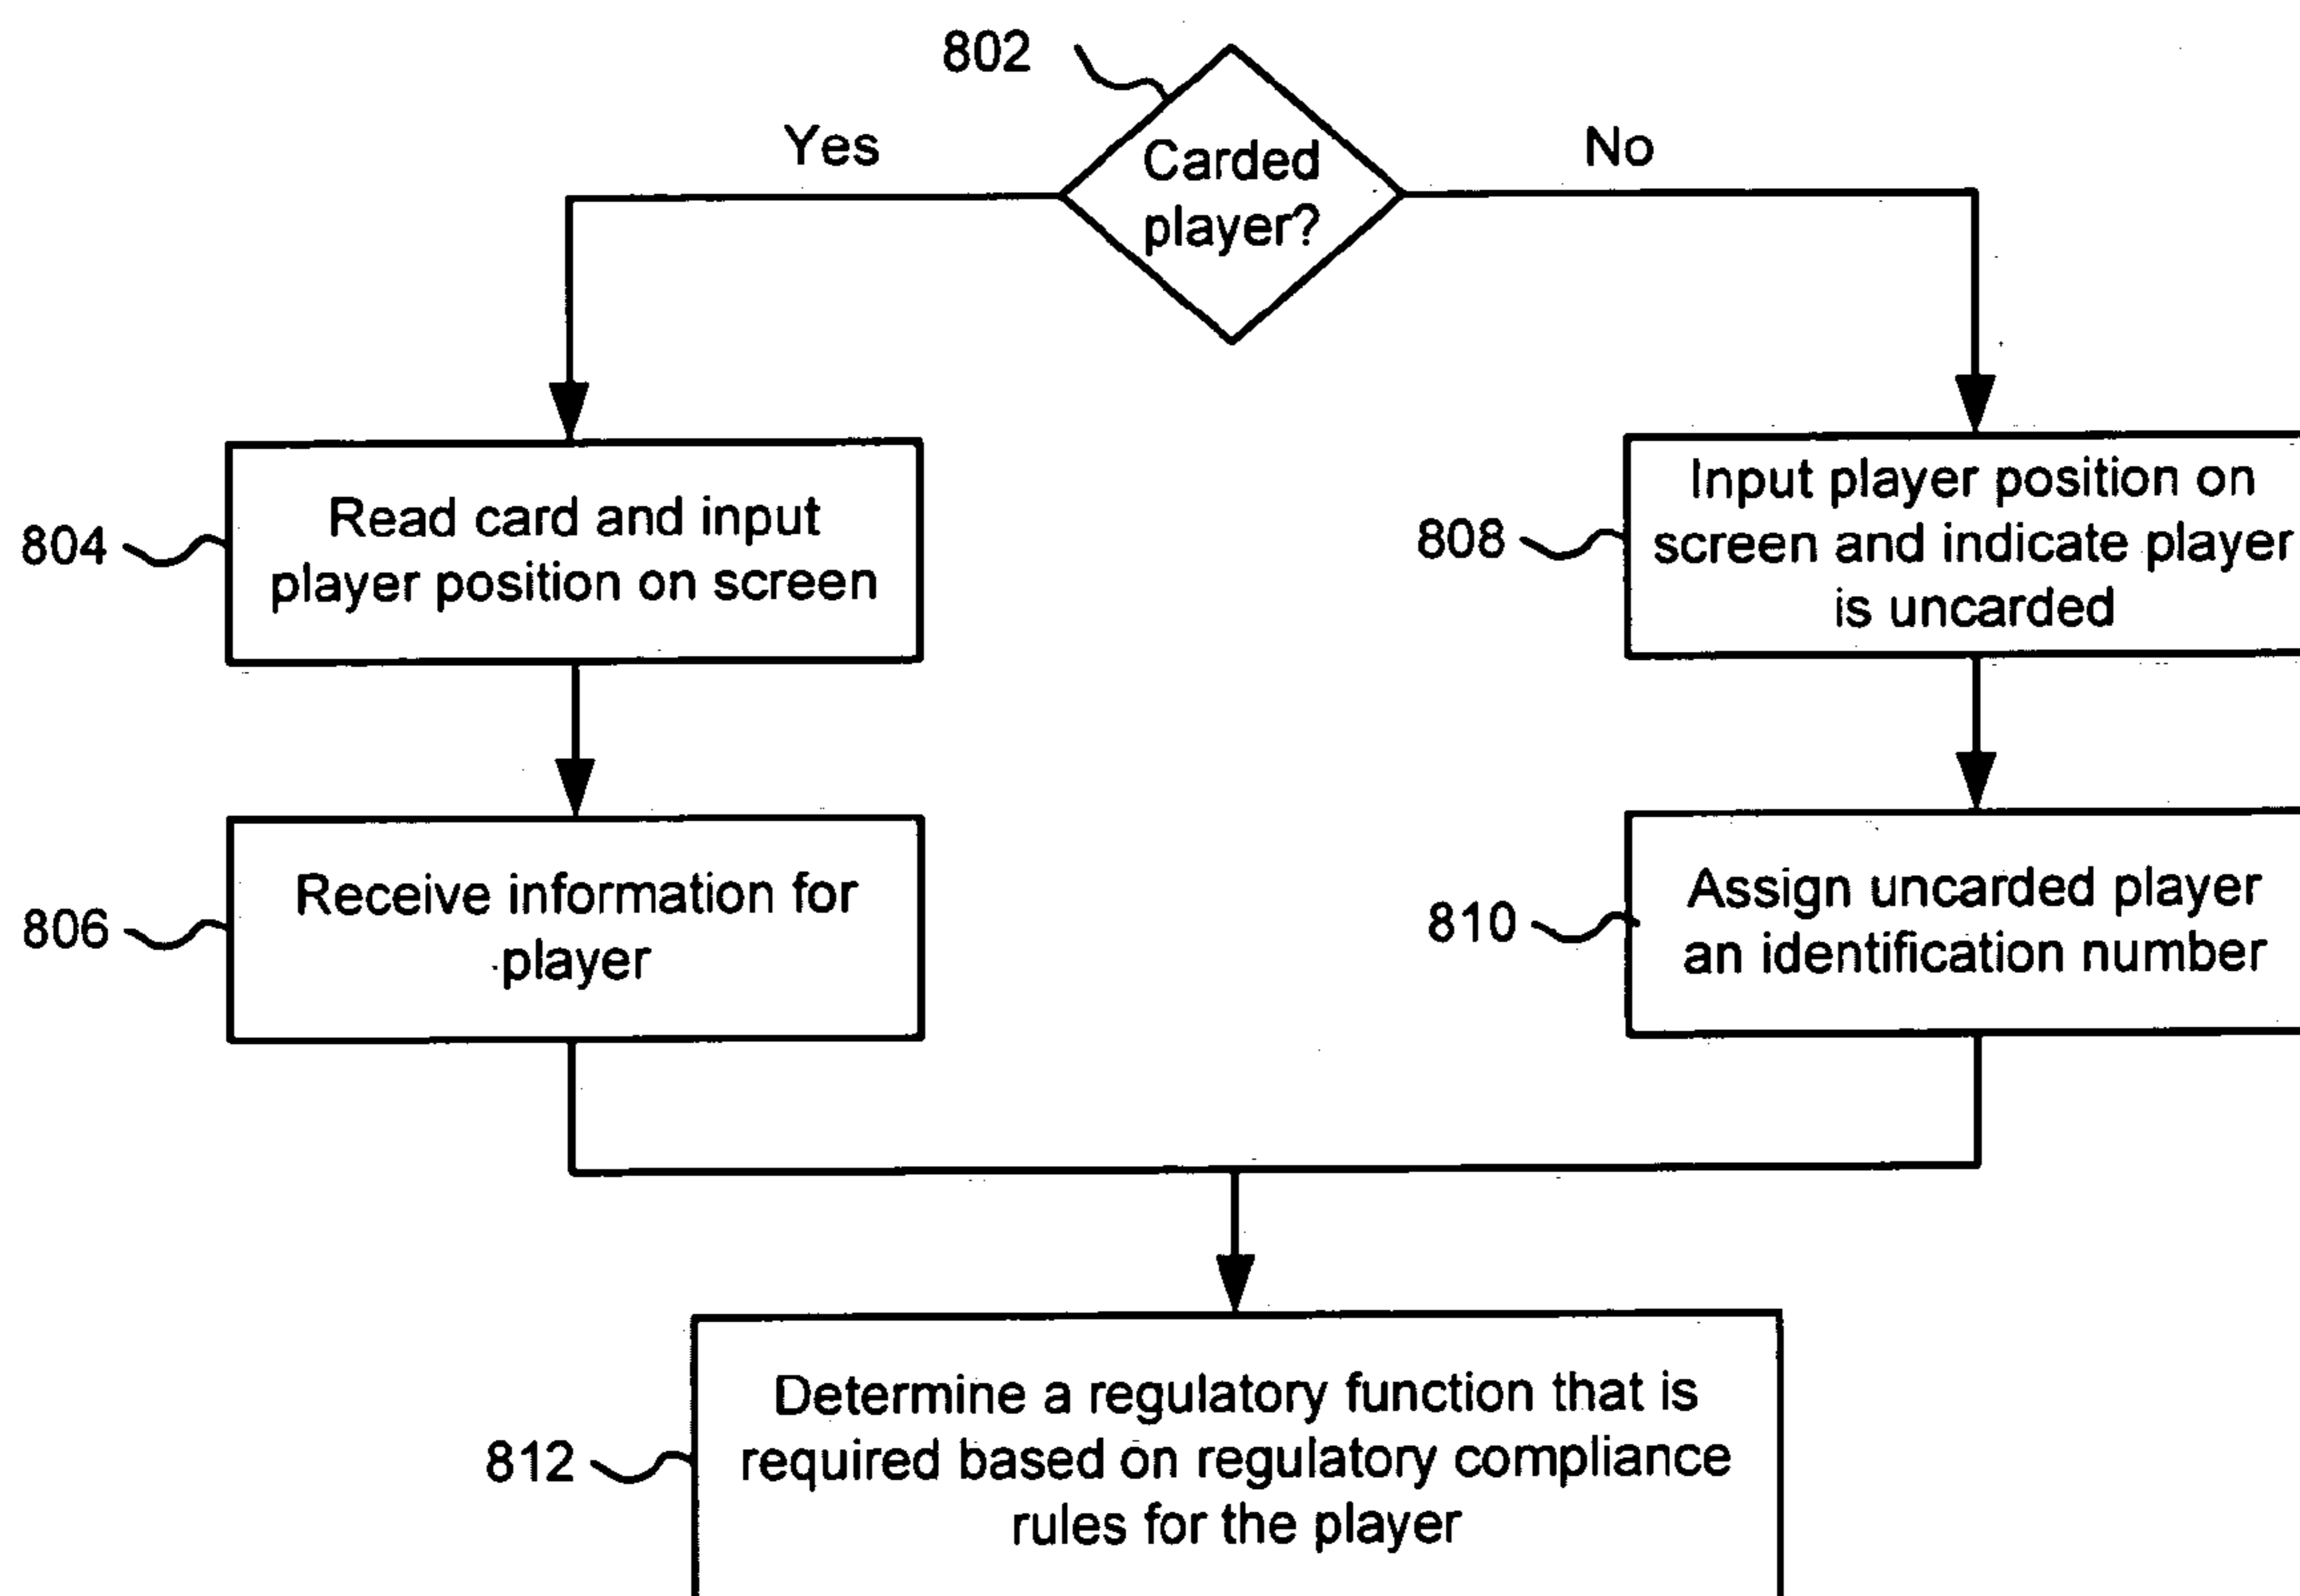 802
Yes
Carded
player?
No
804
Read card and input
player position on screen
808
Input player position on
screen and indicate player
is uncarded
806
Receive information for
player
810
Assign uncarded player
an identification number
812
Determine a regulatory function that is
required based on regulatory compliance
rules for the player